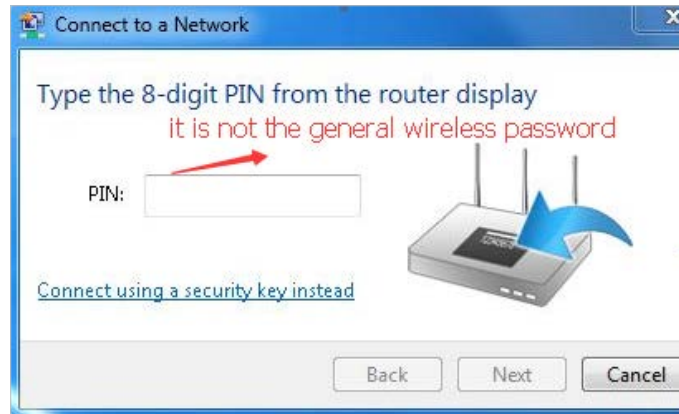 Connect to a Network
Type the 8-digit PIN from the router display
it is not the general wireless password
PIN:
Connect using a security key instead
Back
Next
Cancel